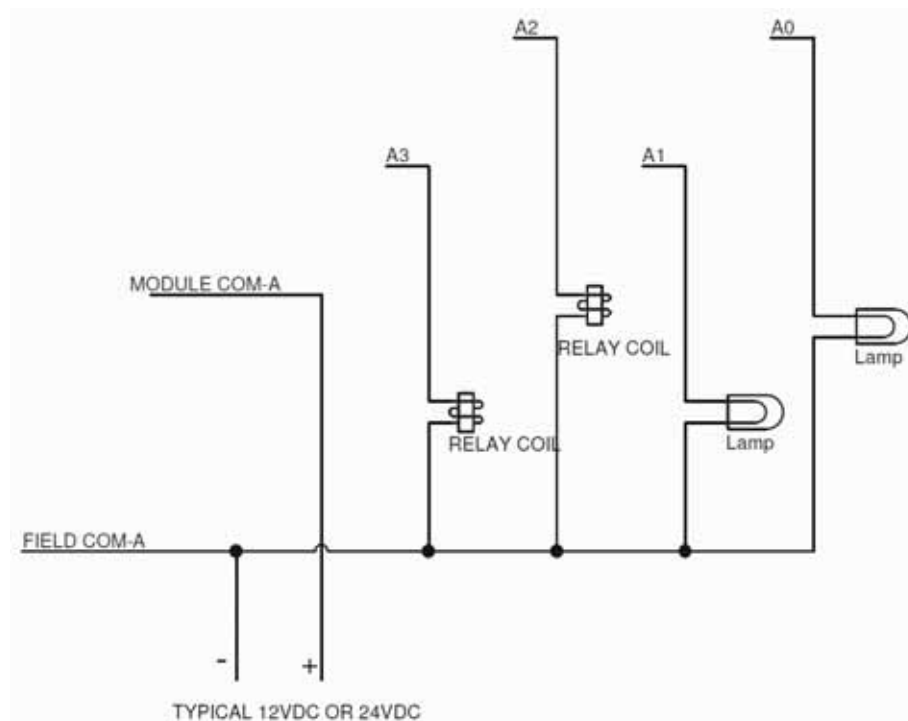 A2
A0
A3
A1
MODULE COM-A
RELAY COIL
Lamp
RELAY COIL
Lamp
FIELD COM-A
- +
TYPICAL 12VDC OR 24VDC